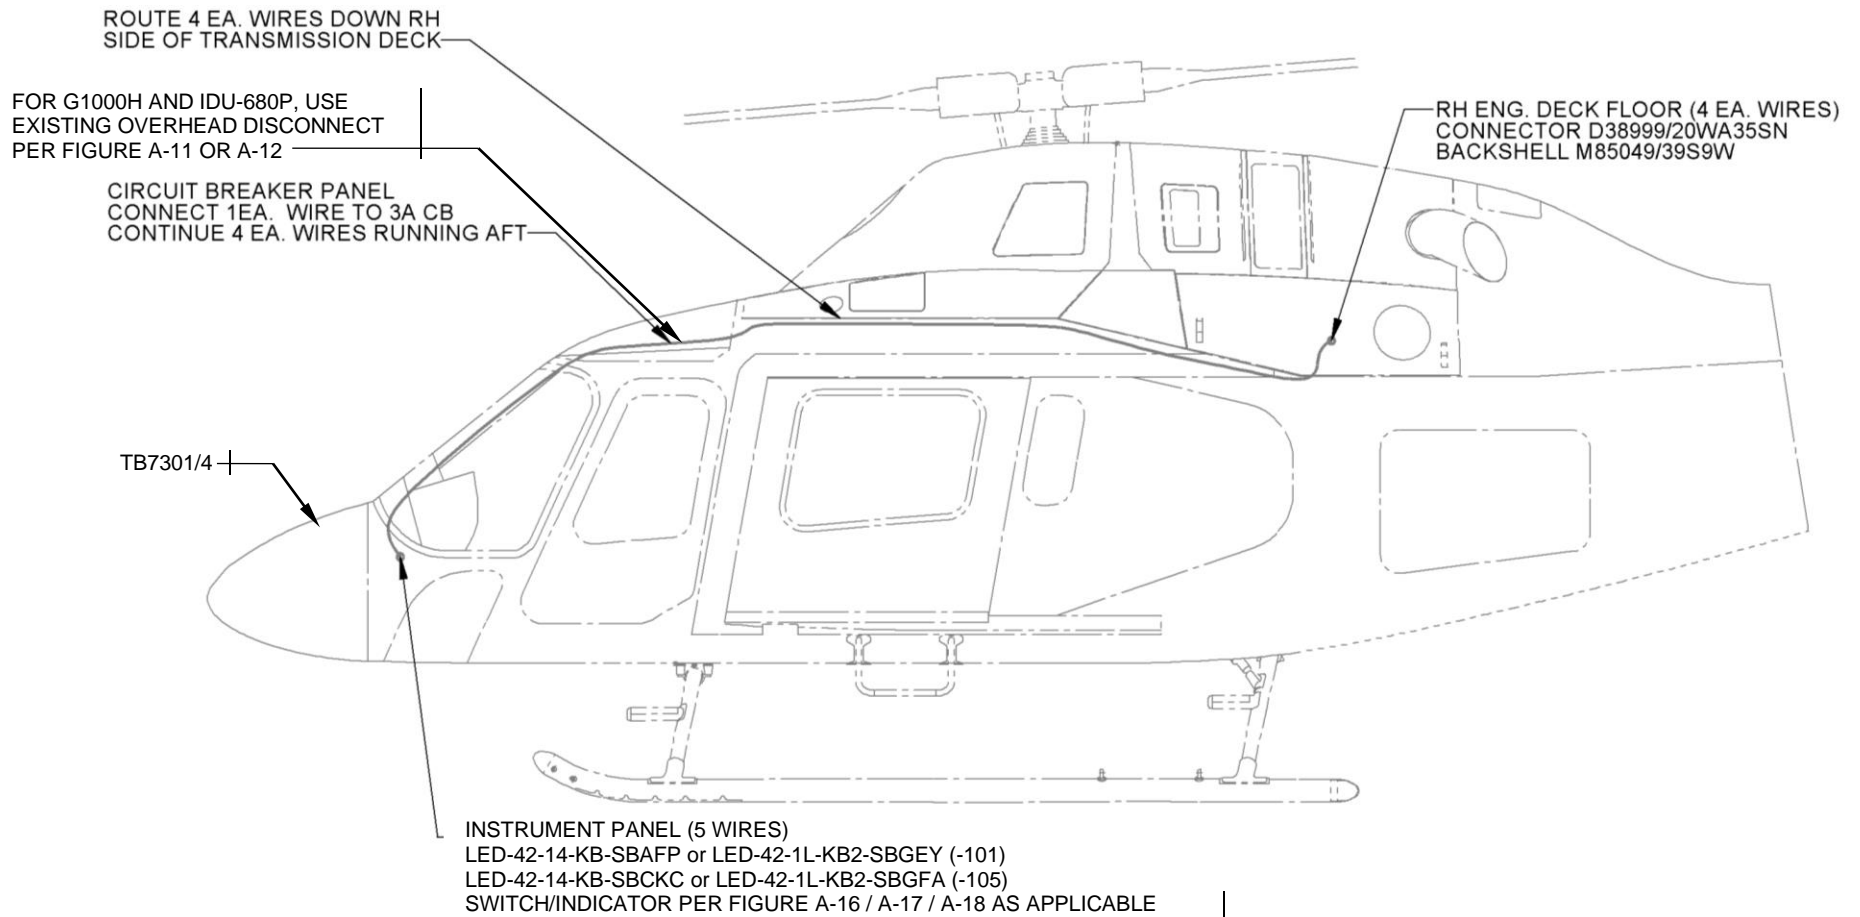 ROUTE 4 EA. WIRES DOWN RH
SIDE OF TRANSMISSION DECK
FOR G1000H AND IDU-680P, USE
EXISTING OVERHEAD DISCONNECT
PER FIGURE A-11 OR A-12
CIRCUIT BREAKER PANEL
CONNECT 1EA. WIRE TO 3A CB
CONTINUE 4 EA. WIRES RUNNING AFT
RH ENG. DECK FLOOR (4 EA. WIRES)
CONNECTOR D38999/20WA35SN
BACKSHELL M85049/39S9W
TB7301/4
INSTRUMENT PANEL (5 WIRES)
LED-42-14-KB-SBAFP or LED-42-1L-KB2-SBGEY (-101)
LED-42-14-KB-SBCKC or LED-42-1L-KB2-SBGFA (-105)
SWITCH/INDICATOR PER FIGURE A-16 / A-17 / A-18 AS APPLICABLE